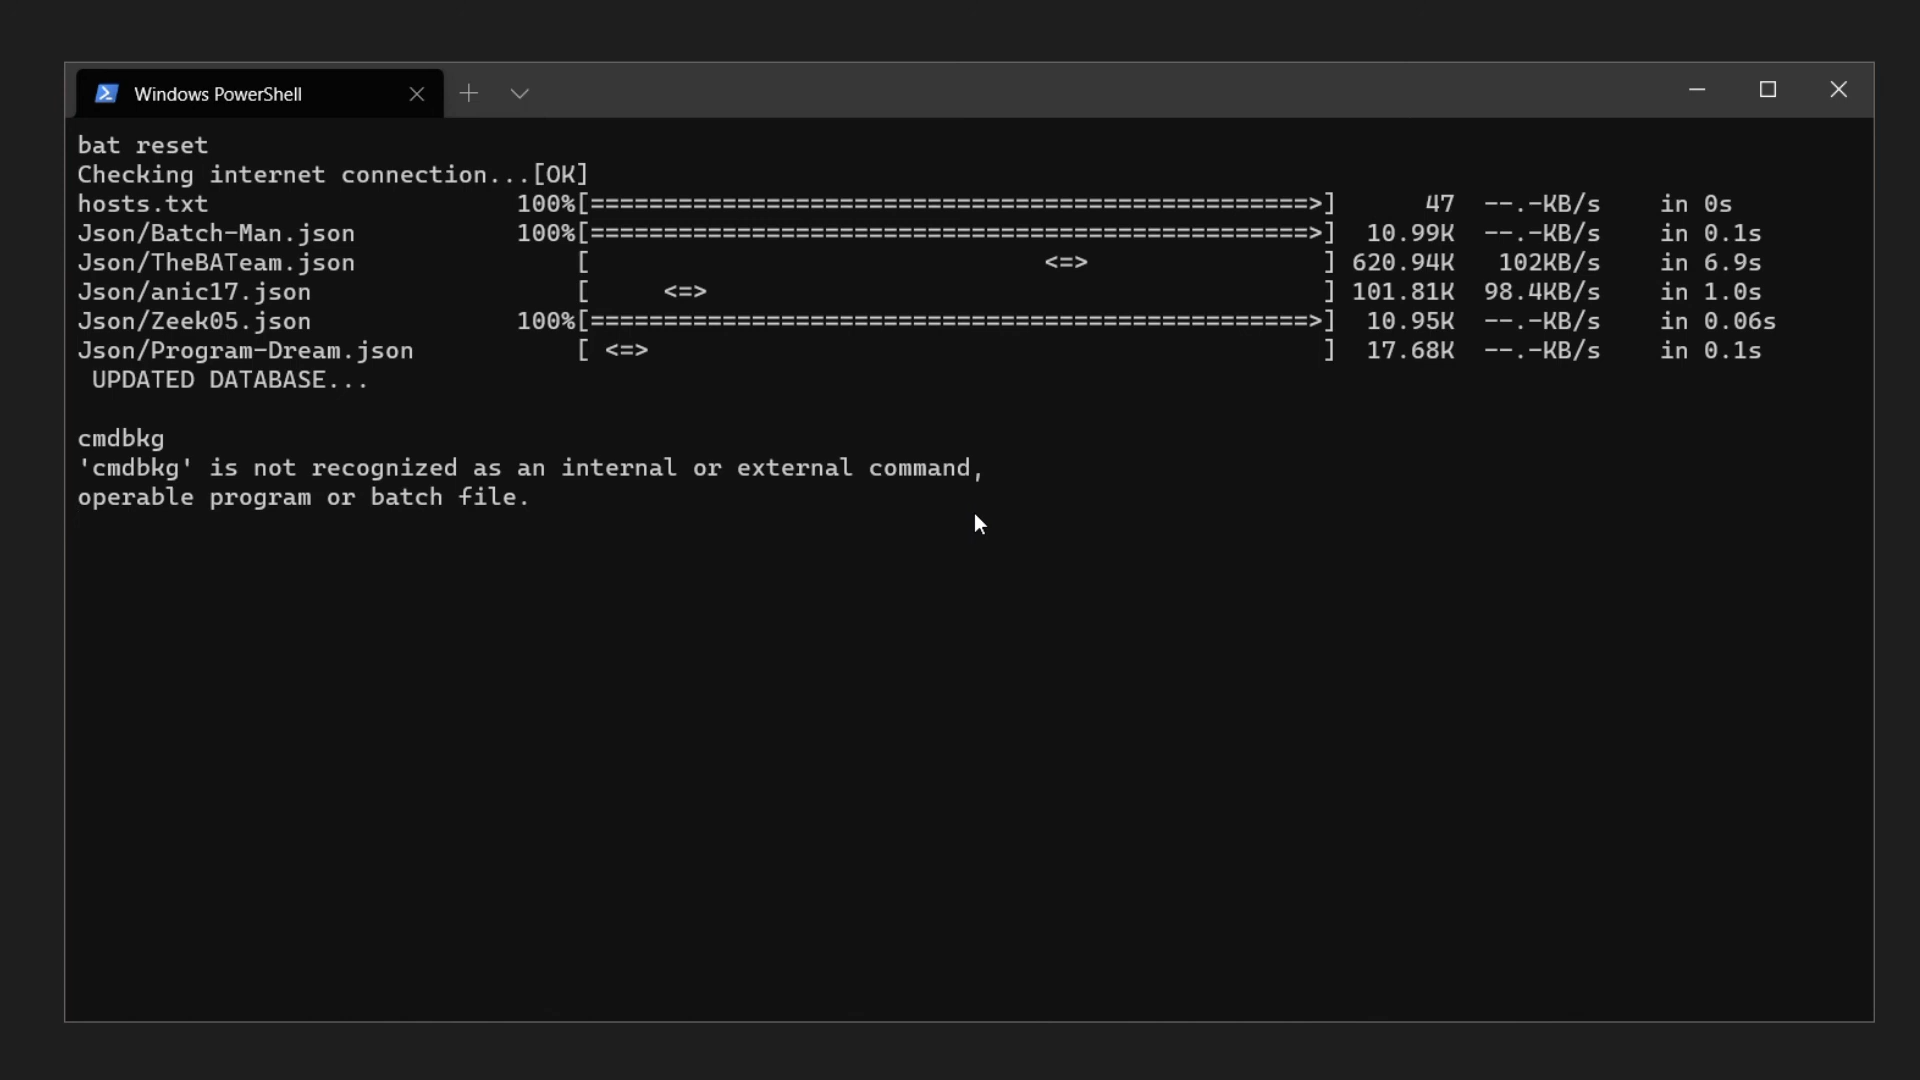 Windows PowerShell
bat reset
Checking internet connection...[OK]
hosts.txt                     100%[=================================================>]      47  --.-KB/s    in 0s
Json/Batch-Man.json           100%[=================================================>]  10.99K  --.-KB/s    in 0.1s
Json/TheBATeam.json               [                               <=>                ] 620.94K   102KB/s    in 6.9s
Json/anic17.json                  [     <=>                                          ] 101.81K  98.4KB/s    in 1.0s
Json/Zeek05.json              100%[=================================================>]  10.95K  --.-KB/s    in 0.06s
Json/Program-Dream.json           [ <=>                                              ]  17.68K  --.-KB/s    in 0.1s
UPDATED DATABASE...
cmdbkg
'cmdbkg' is not recognized as an internal or external command,
operable program or batch file.